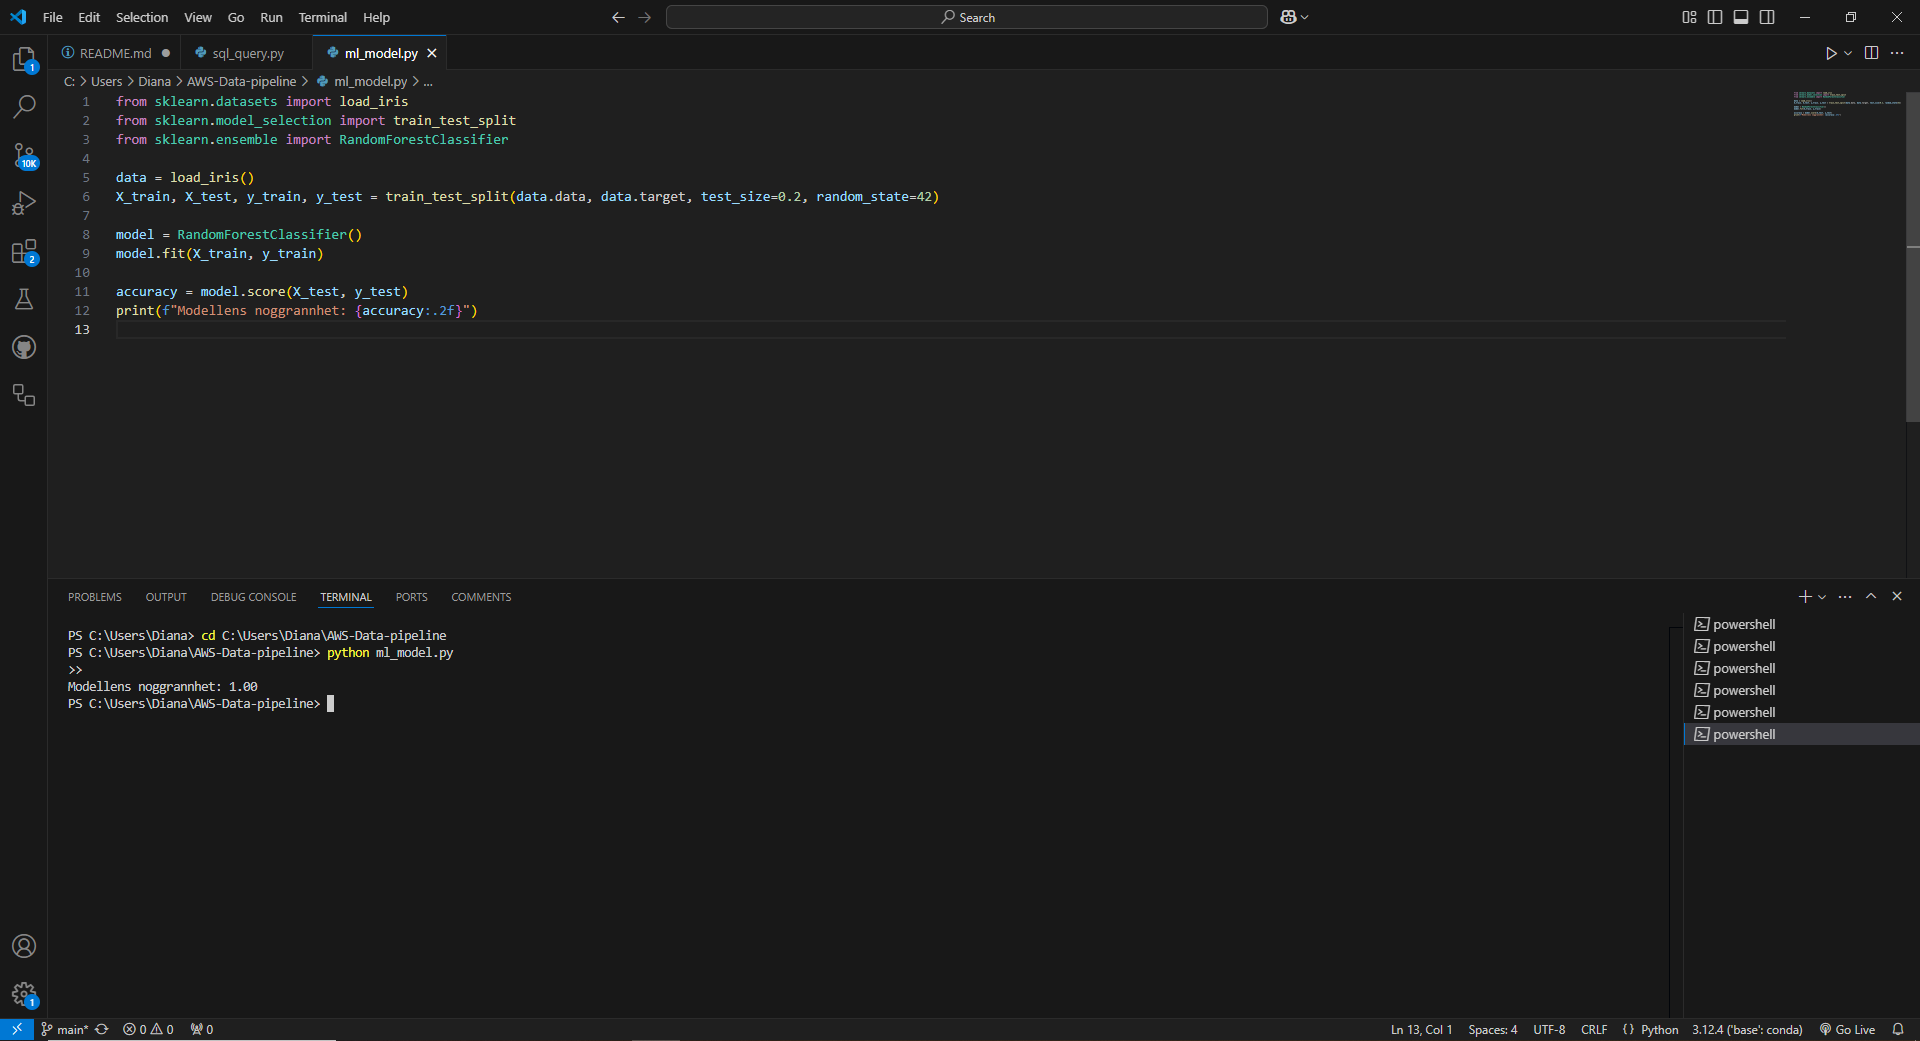 File Edit Selection View Go Run Terminal Help
Search
README.md sql_query.py ml_model.py
1 10K 2 1
C: > Users > Diana > AWS-Data-pipeline > ml_model.py > ...
1 from sklearn.datasets import load_iris
2 from sklearn.model_selection import train_test_split
3 from sklearn.ensemble import RandomForestClassifier
4
5 data = load_iris()
6 X_train, X_test, y_train, y_test = train_test_split(data.data, data.target, test_size=0.2, random_state=42)
7
8 model = RandomForestClassifier()
9 model.fit(X_train, y_train)
10
11 accuracy = model.score(X_test, y_test)
12 print(f"Modellens noggrannhet: {accuracy:.2f}")
13
PROBLEMS OUTPUT DEBUG CONSOLE TERMINAL PORTS COMMENTS
PS C:\Users\Diana> cd C:\Users\Diana\AWS-Data-pipeline
PS C:\Users\Diana\AWS-Data-pipeline> python ml_model.py
>>
Modellens noggrannhet: 1.00
PS C:\Users\Diana\AWS-Data-pipeline>
powershell
powershell
powershell
powershell
powershell
powershell
main* 0 0 0 Ln 13, Col 1 Spaces: 4 UTF-8 CRLF {} Python 3.12.4 ('base': conda) Go Live